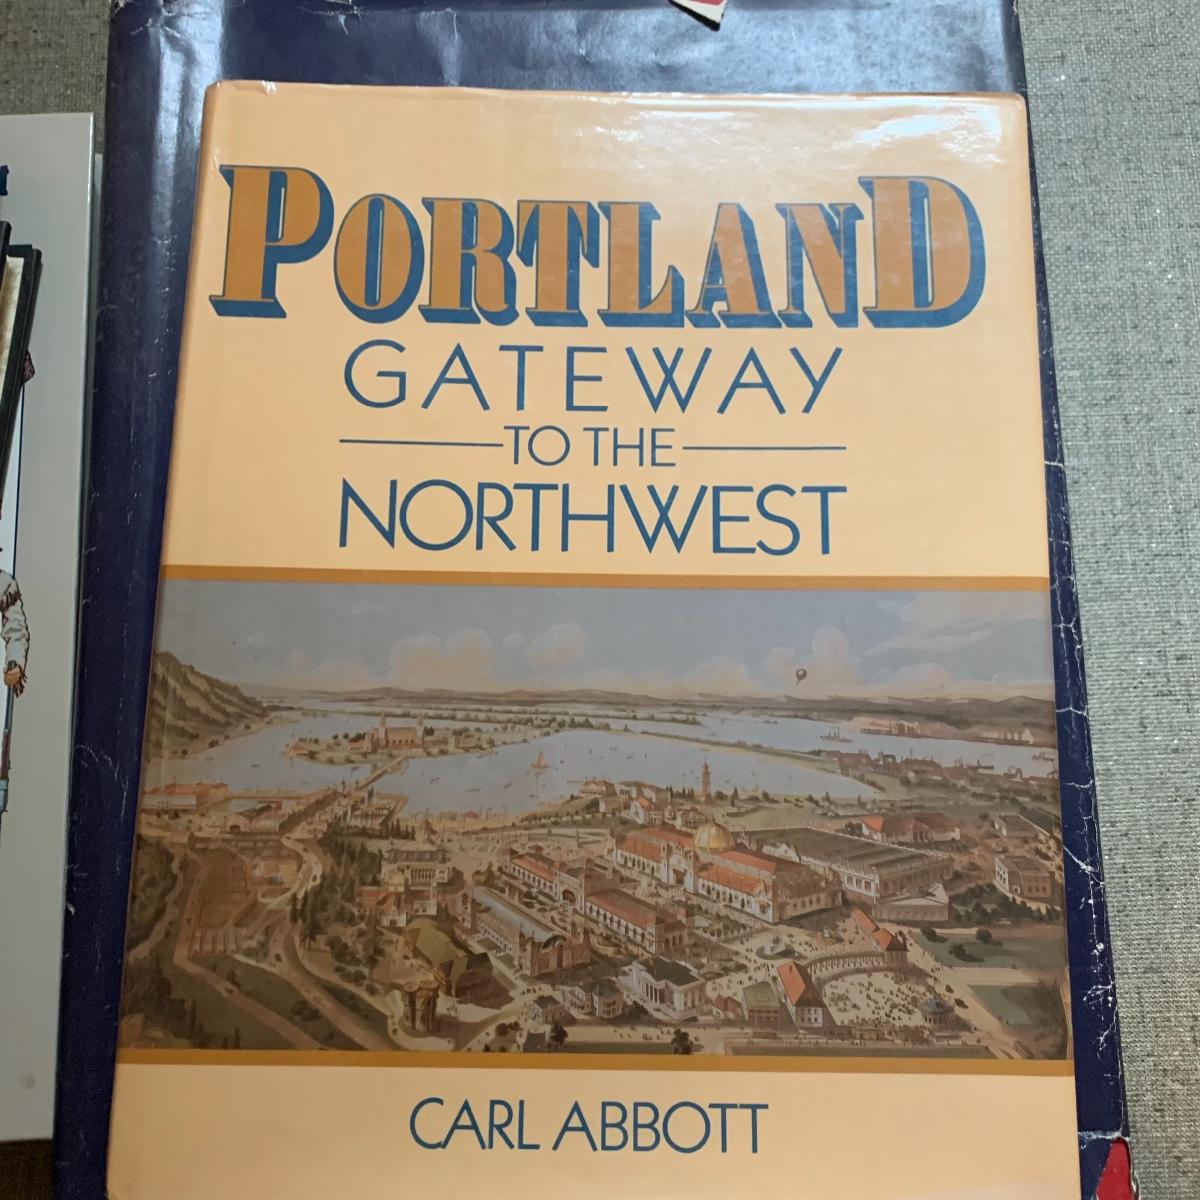 PORTLAND
GATEWAY
TO THE
NORTHWEST
CARL ABBOTT